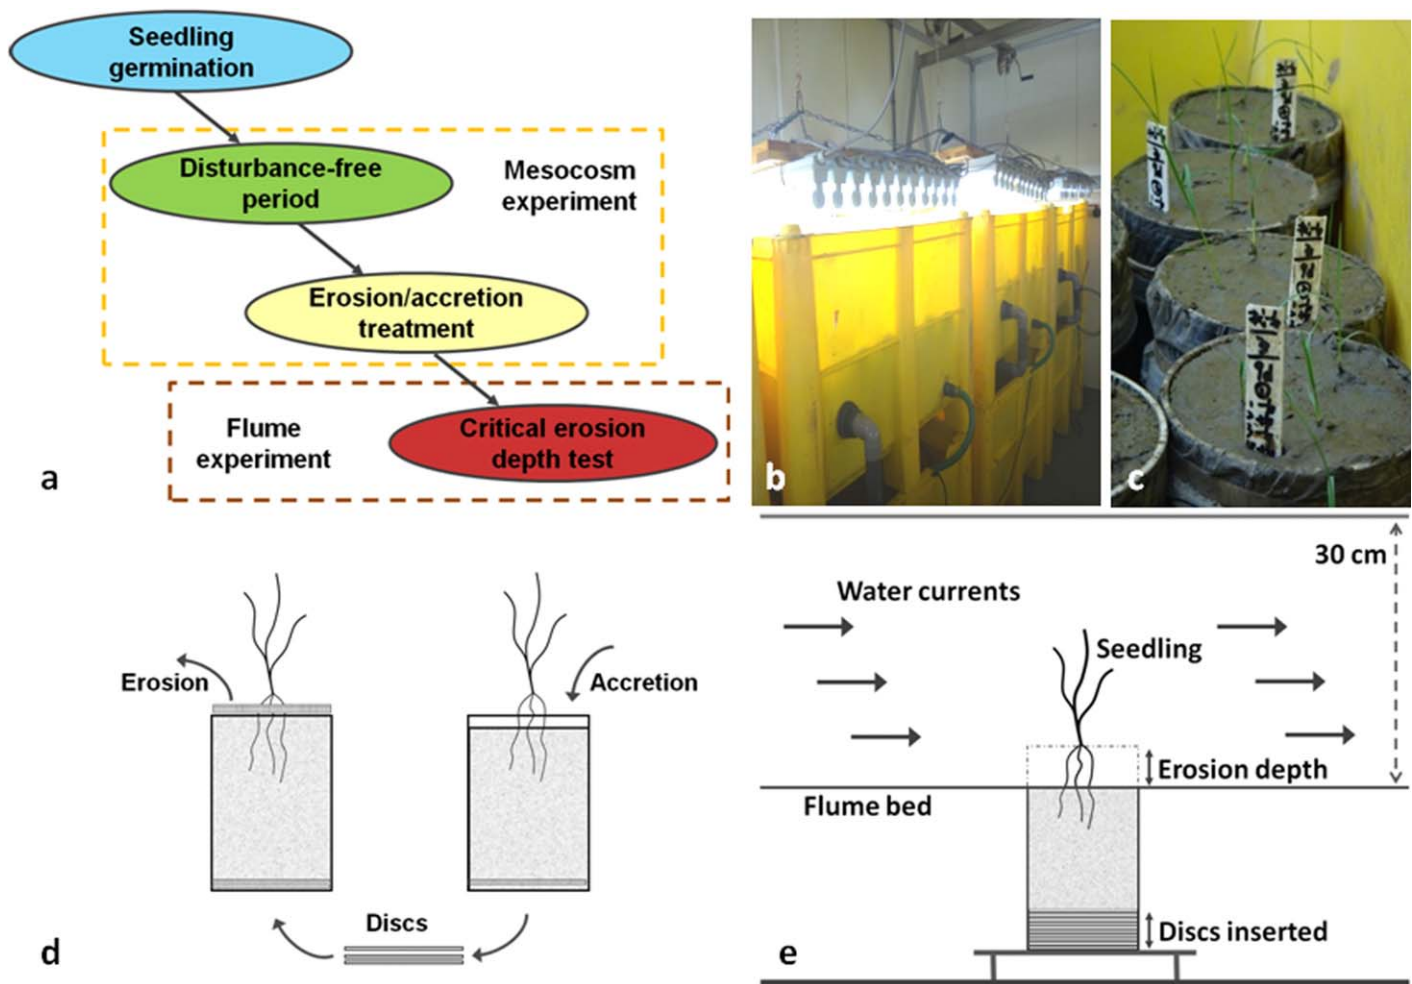 Seedling
germination
Disturbance-free
period
Mesocosm
experiment
Erosion/accretion
treatment
Flume
experiment
Critical erosion
depth test
a
b
c
Erosion
Accretion
Discs
d
30 cm
Water currents
Seedling
Erosion depth
Flume bed
Discs inserted
e